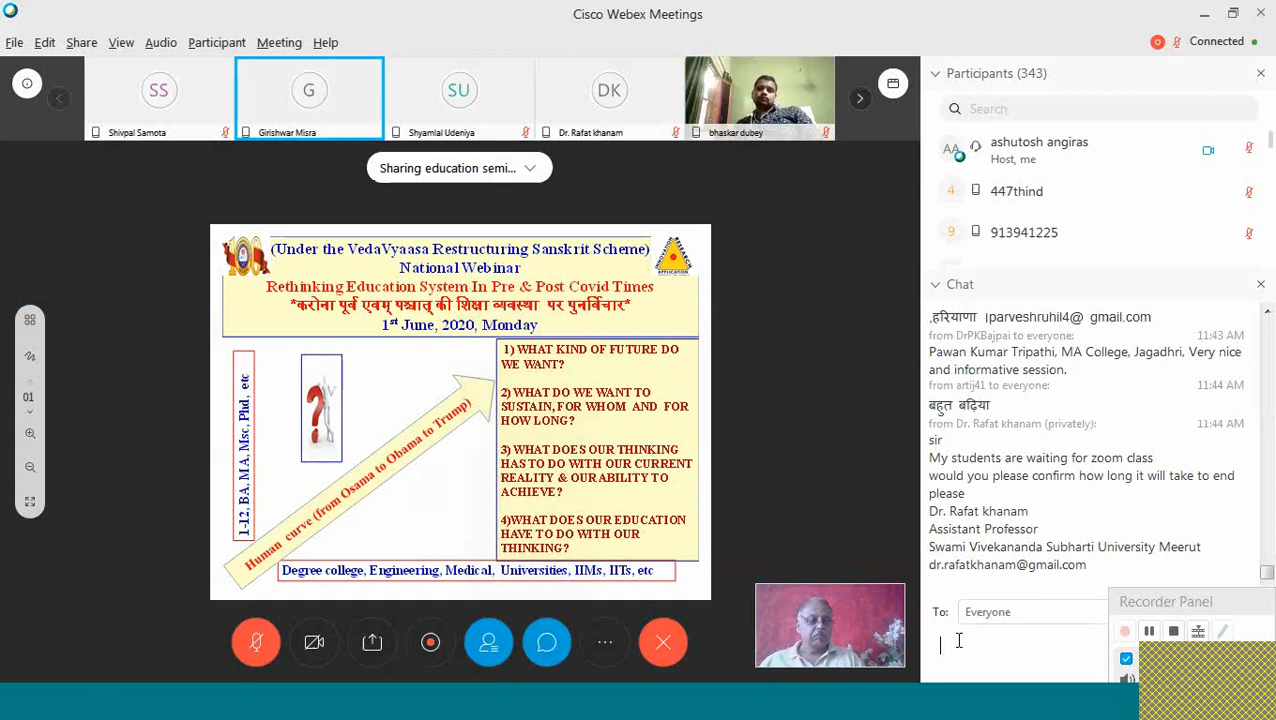 Cisco Webex Meetings
File Edit Share View Audio Participant Meeting Help
Connected
SS
Shivpal Samota
G
Girishwar Misra
SU
Shyamlal Udeniya
DK
Dr. Rafat khanam
bhaskar dubey
Sharing education semi...
(Under the VedaVyaasa Restructuring Sanskrit Scheme)
National Webinar
Rethinking Education System In Pre & Post Covid Times
*करोना पूर्व एवम् पश्चात् की शिक्षा व्यवस्था पर पुनर्विचार*
1st June, 2020, Monday
1-12, BA, MA, Msc, Phd, etc
Human curve (from Osama to Obama to Trump)
1) WHAT KIND OF FUTURE DO
WE WANT?
2) WHAT DO WE WANT TO
SUSTAIN, FOR WHOM AND FOR
HOW LONG?
3) WHAT DOES OUR THINKING
HAS TO DO WITH OUR CURRENT
REALITY & OUR ABILITY TO
ACHIEVE?
4)WHAT DOES OUR EDUCATION
HAVE TO DO WITH OUR
THINKING?
Degree college, Engineering, Medical, Universities, IIMs, IITs, etc
01
Participants (343)
Search
AA
ashutosh angiras
Host, me
4
447thind
9
913941225
Chat
,हरियाणा lparveshruhil4@ gmail.com
from DrPKBajpai to everyone: 11:43 AM
Pawan Kumar Tripathi, MA College, Jagadhri, Very nice
and informative session.
from artij41 to everyone: 11:44 AM
बहुत बढ़िया
from Dr. Rafat khanam (privately): 11:44 AM
sir
My students are waiting for zoom class
would you please confirm how long it will take to end
please
Dr. Rafat khanam
Assistant Professor
Swami Vivekananda Subharti University Meerut
dr.rafatkhanam@gmail.com
To: Everyone
Recorder Panel